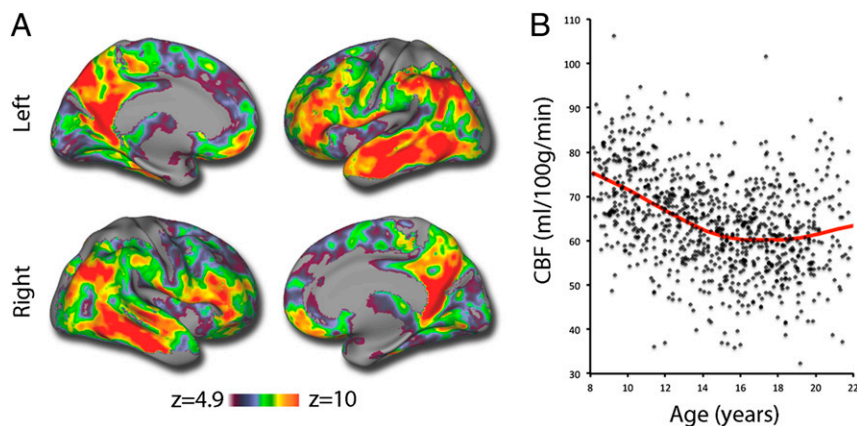 A
Left
Right
z=4.9 z=10
B
CBF (ml/100g/min)
110
100
90
80
70
60
50
40
30
8 10 12 14 16 18 20 22
Age (years)